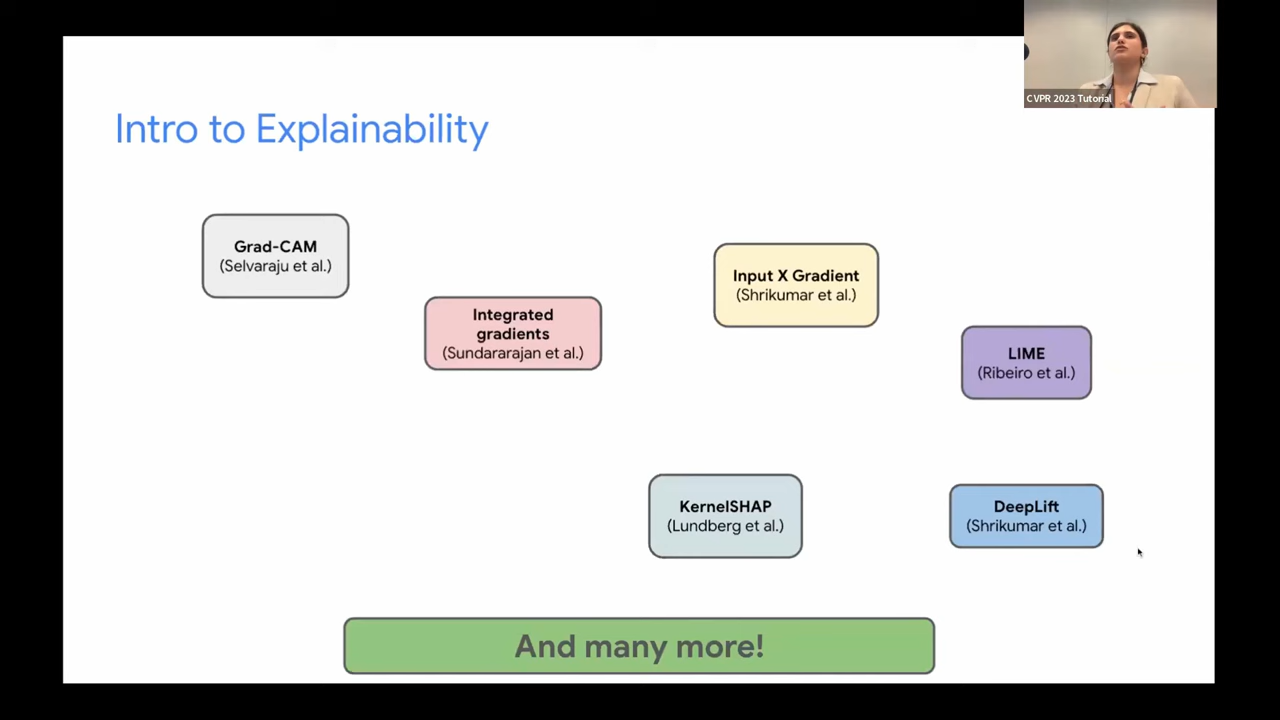 CVPR 2023 Tutorial
Intro to Explainability
Grad-CAM
(Selvaraju et al.)
Input X Gradient
(Shrikumar et al.)
Integrated
gradients
(Sundararajan et al.)
LIME
(Ribeiro et al.)
KernelSHAP
(Lundberg et al.)
DeepLift
(Shrikumar et al.)
And many more!